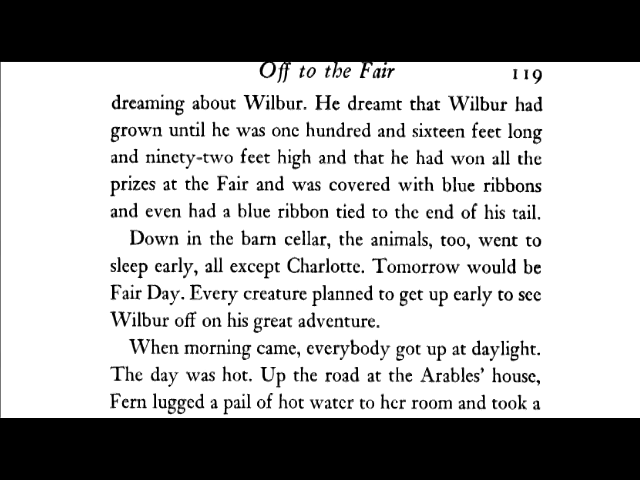 Off to the Fair 119
dreaming about Wilbur. He dreamt that Wilbur had
grown until he was one hundred and sixteen feet long
and ninety-two feet high and that he had won all the
prizes at the Fair and was covered with blue ribbons
and even had a blue ribbon tied to the end of his tail.
Down in the barn cellar, the animals, too, went to
sleep early, all except Charlotte. Tomorrow would be
Fair Day. Every creature planned to get up early to see
Wilbur off on his great adventure.
When morning came, everybody got up at daylight.
The day was hot. Up the road at the Arables' house,
Fern lugged a pail of hot water to her room and took a